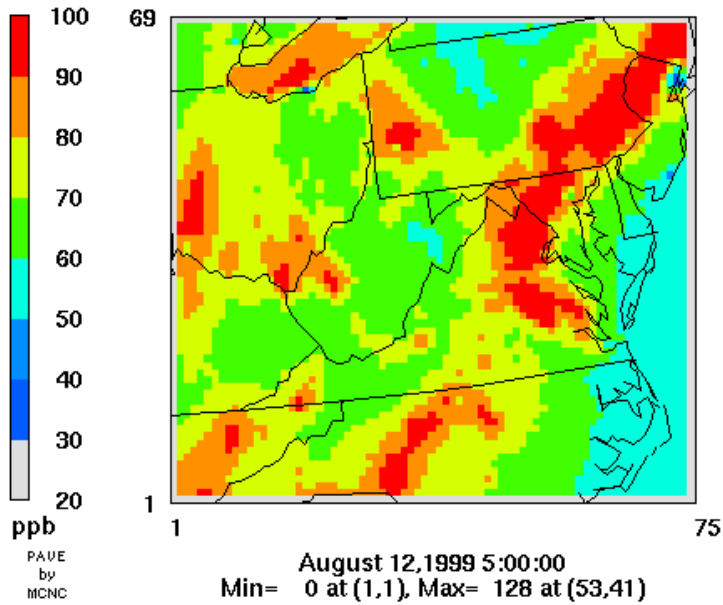 100
90
80
70
60
50
40
30
20
ppb
PAVE
by
MCNC
69
1
1
75
August 12,1999 5:00:00
Min= 0 at (1,1), Max= 128 at (53,41)